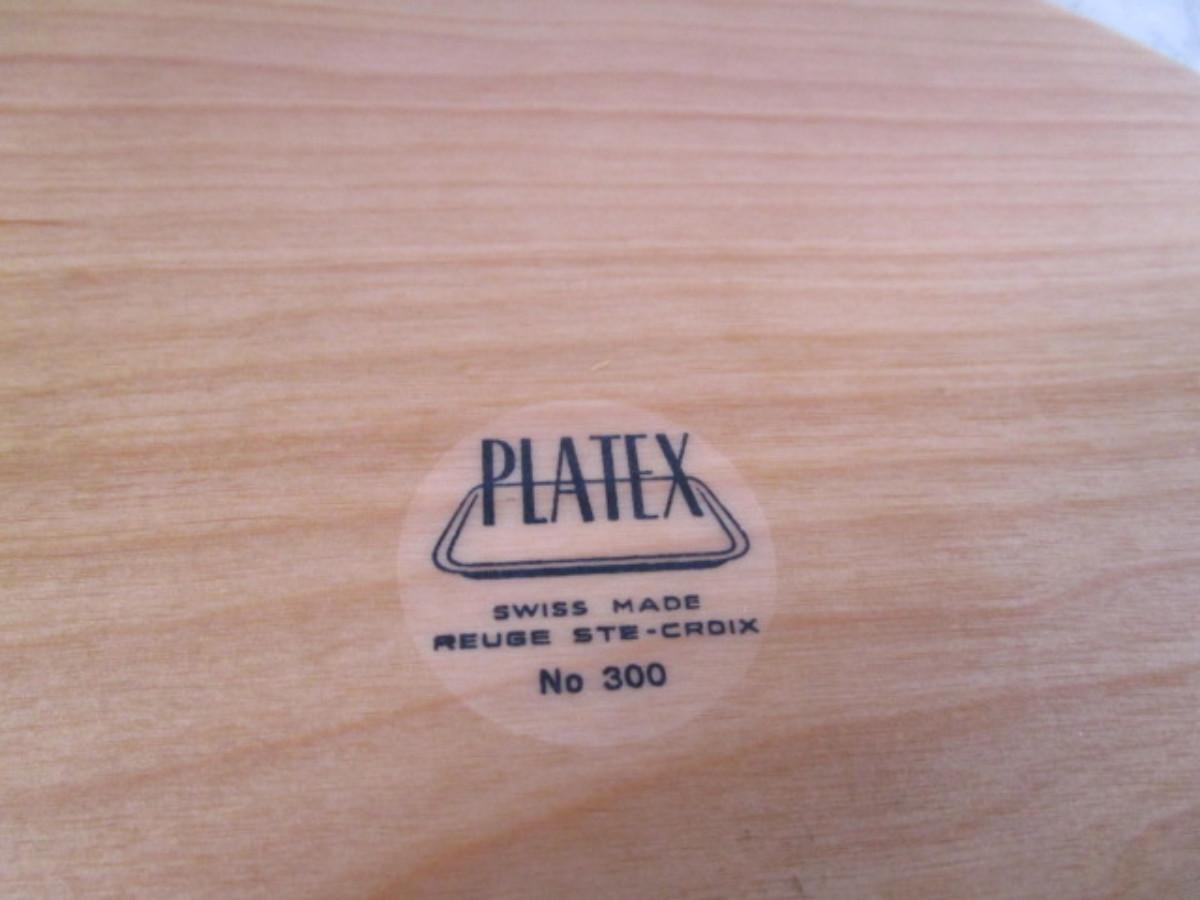 PLATEX
SWISS MADE
REUGE STE-CROIX
No 300